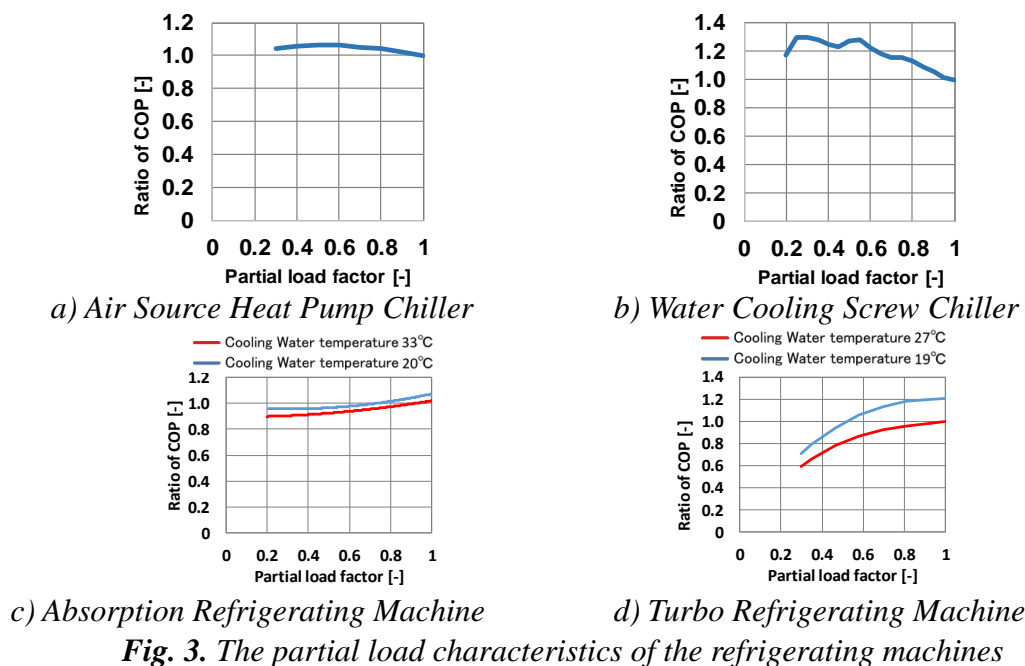 1.2
1.0
0.8
0.6
0.4
0.2
0
Ratio of COP [-]
0 0.2 0.4 0.6 0.8 1
Partial load factor [-]
a) Air Source Heat Pump Chiller
1.4
1.2
1.0
0.8
0.6
0.4
0.2
0
Ratio of COP [-]
0 0.2 0.4 0.6 0.8 1
Partial load factor [-]
b) Water Cooling Screw Chiller
Cooling Water temperature 33℃
Cooling Water temperature 20℃
1.2
1.0
0.8
0.6
0.4
0.2
0
Ratio of COP [-]
0 0.2 0.4 0.6 0.8 1
Partial load factor [-]
c) Absorption Refrigerating Machine
Cooling Water temperature 27℃
Cooling Water temperature 19℃
1.4
1.2
1.0
0.8
0.6
0.4
0.2
0
Ratio of COP [-]
0 0.2 0.4 0.6 0.8 1
Partial load factor [-]
d) Turbo Refrigerating Machine
Fig. 3. The partial load characteristics of the refrigerating machines